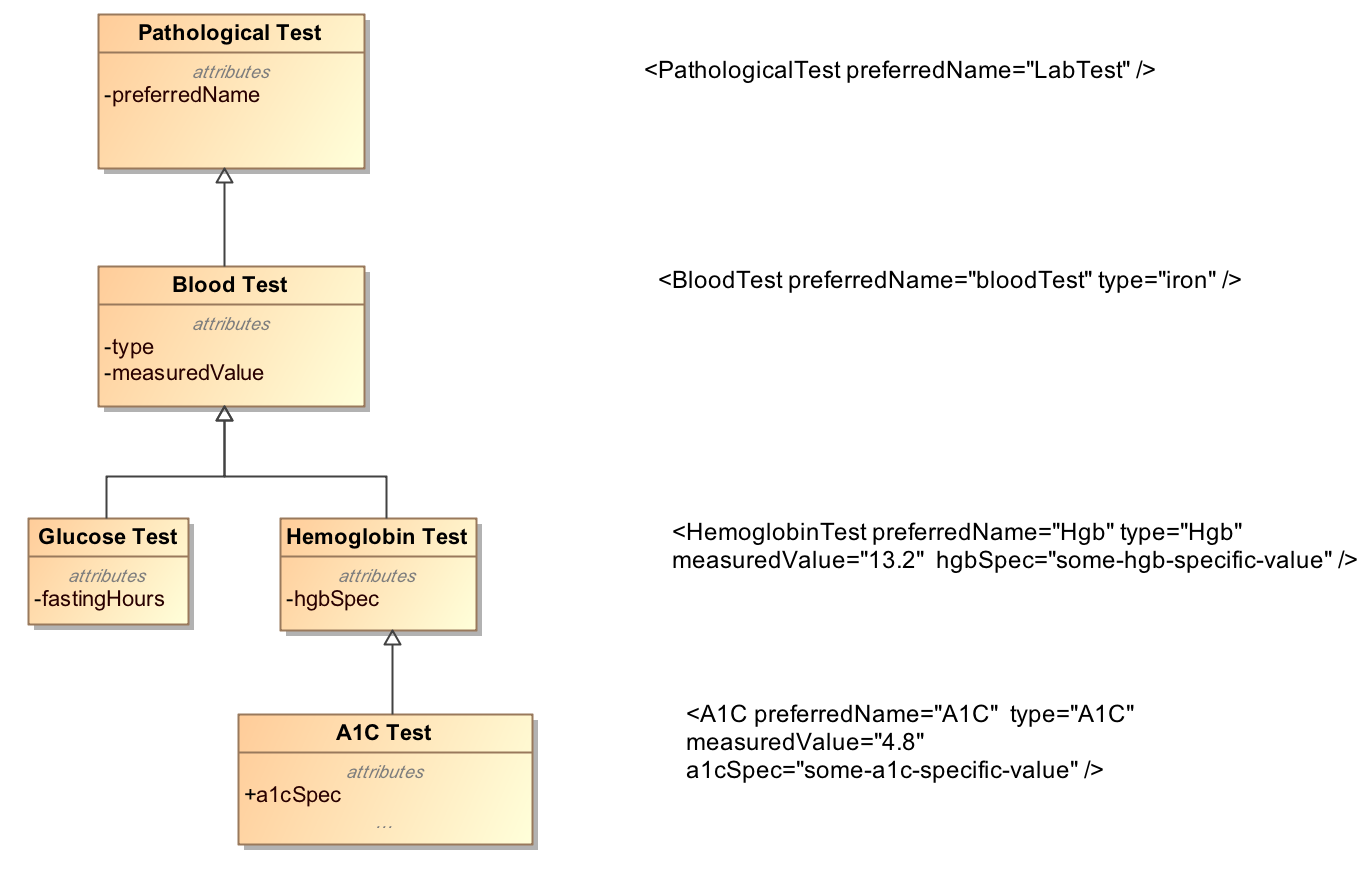 Pathological Test
attributes
-preferredName
<PathologicalTest preferredName="LabTest" />
Blood Test
attributes
-type
-measuredValue
<BloodTest preferredName="bloodTest" type="iron" />
Glucose Test
attributes
-fastingHours
Hemoglobin Test
attributes
-hgbSpec
<HemoglobinTest preferredName="Hgb" type="Hgb"
measuredValue="13.2"  hgbSpec="some-hgb-specific-value" />
A1C Test
attributes
+a1cSpec
...
<A1C preferredName="A1C"  type="A1C"
measuredValue="4.8"
a1cSpec="some-a1c-specific-value" />